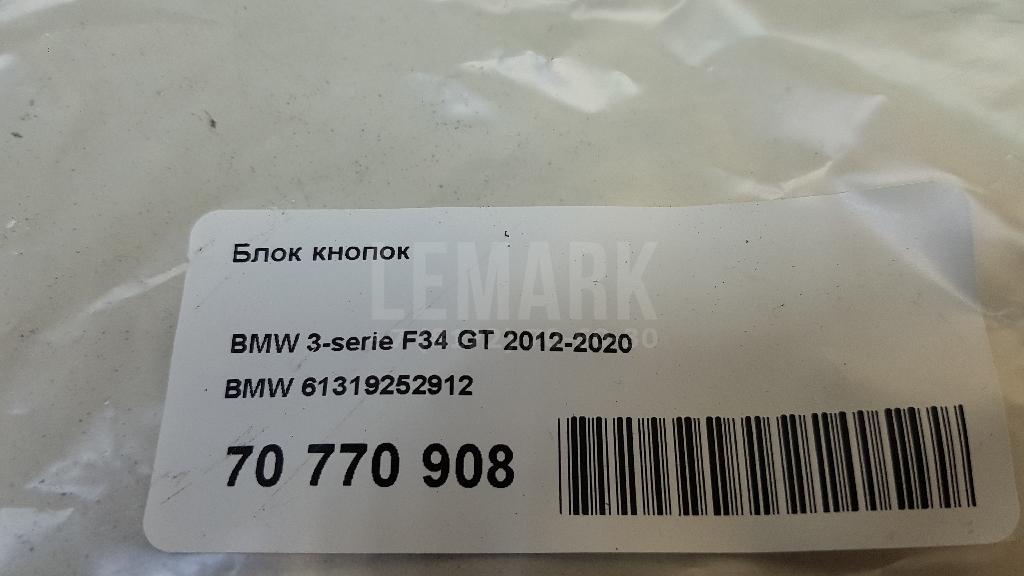 Блок кнопок
LEMARK
BMW 3-serie F34 GT 2012-2020
BMW 61319252912
70 770 908